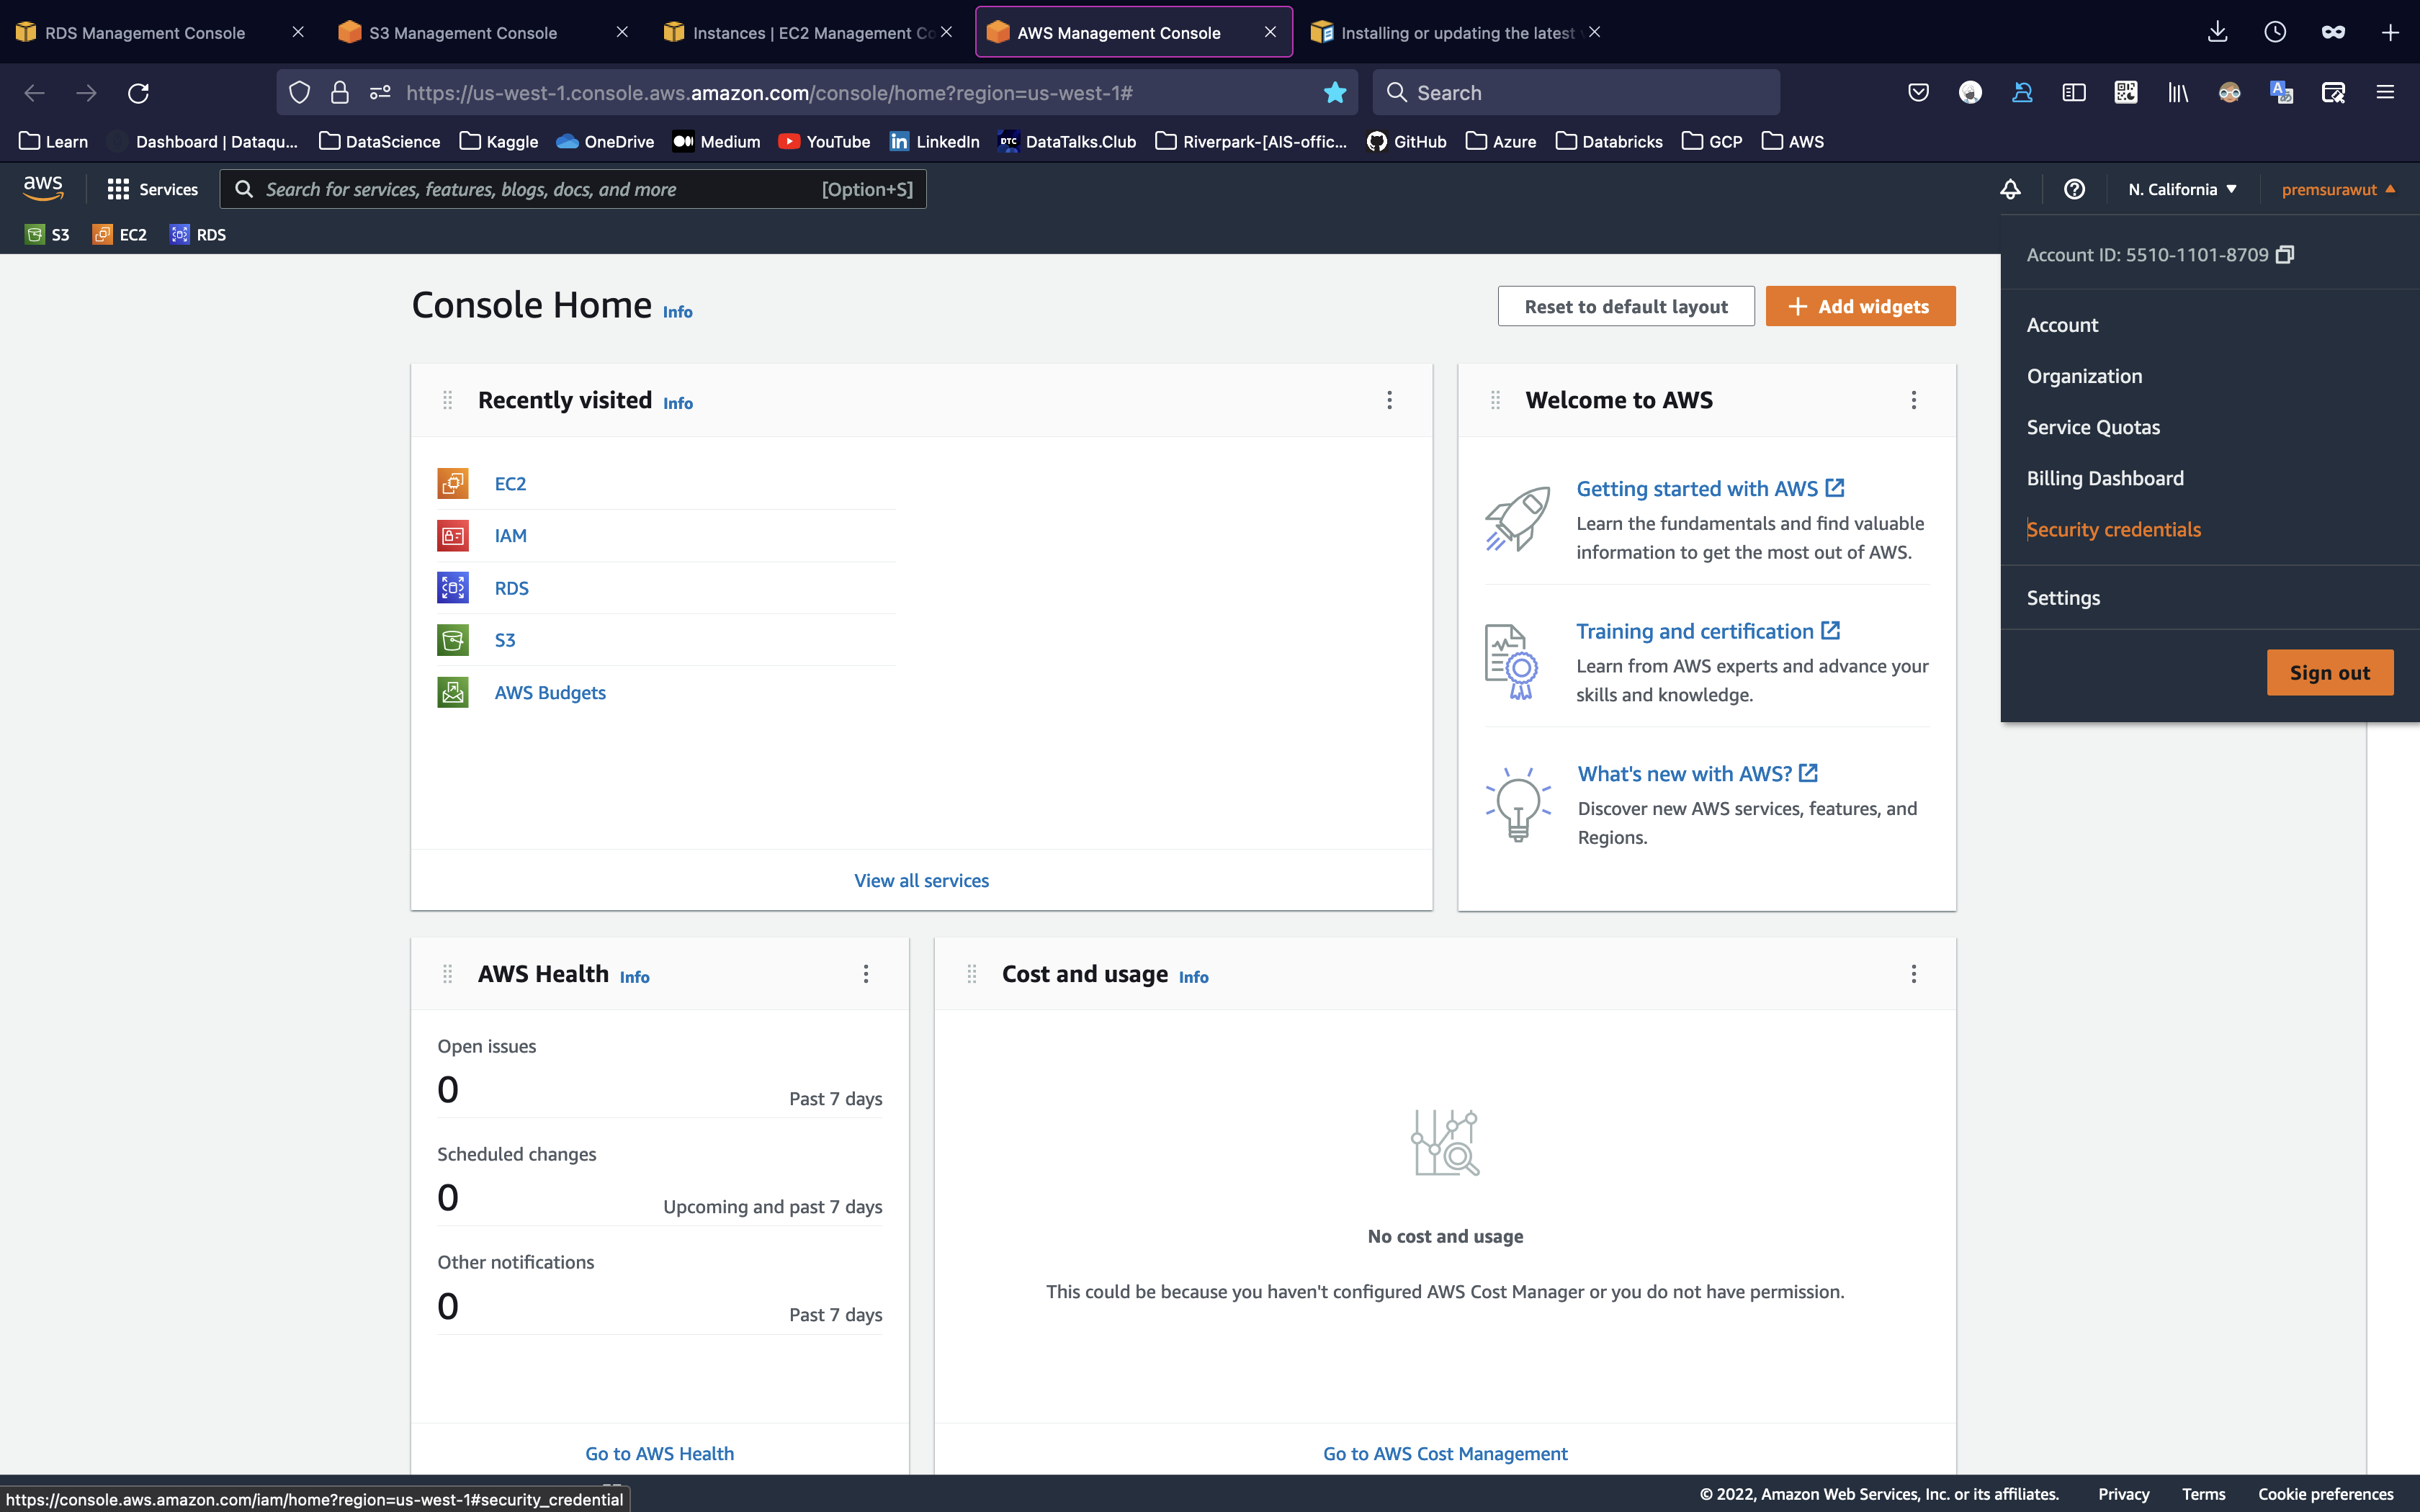 RDS Management Console
S3 Management Console
Instances | EC2 Management Co
AWS Management Console
Installing or updating the latest
https://us-west-1.console.aws.amazon.com/console/home?region=us-west-1#
Search
Learn
Dashboard | Dataqu...
DataScience
Kaggle
OneDrive
Medium
YouTube
LinkedIn
DTC
DataTalks.Club
Riverpark-[AIS-offic...
GitHub
Azure
Databricks
GCP
AWS
aws
Services
Search for services, features, blogs, docs, and more
[Option+S]
N. California
premsurawut
S3
EC2
RDS
Account ID: 5510-1101-8709
Account
Organization
Service Quotas
Billing Dashboard
Security credentials
Settings
Sign out
Console Home Info
Reset to default layout
Add widgets
Recently visited Info
EC2
IAM
RDS
S3
AWS Budgets
View all services
Welcome to AWS
Getting started with AWS
Learn the fundamentals and find valuable
information to get the most out of AWS.
Training and certification
Learn from AWS experts and advance your
skills and knowledge.
What's new with AWS?
Discover new AWS services, features, and
Regions.
AWS Health Info
Open issues
0
Past 7 days
Scheduled changes
0
Upcoming and past 7 days
Other notifications
0
Past 7 days
Go to AWS Health
Cost and usage Info
No cost and usage
This could be because you haven't configured AWS Cost Manager or you do not have permission.
Go to AWS Cost Management
https://console.aws.amazon.com/iam/home?region=us-west-1#security_credential
© 2022, Amazon Web Services, Inc. or its affiliates.
Privacy
Terms
Cookie preferences